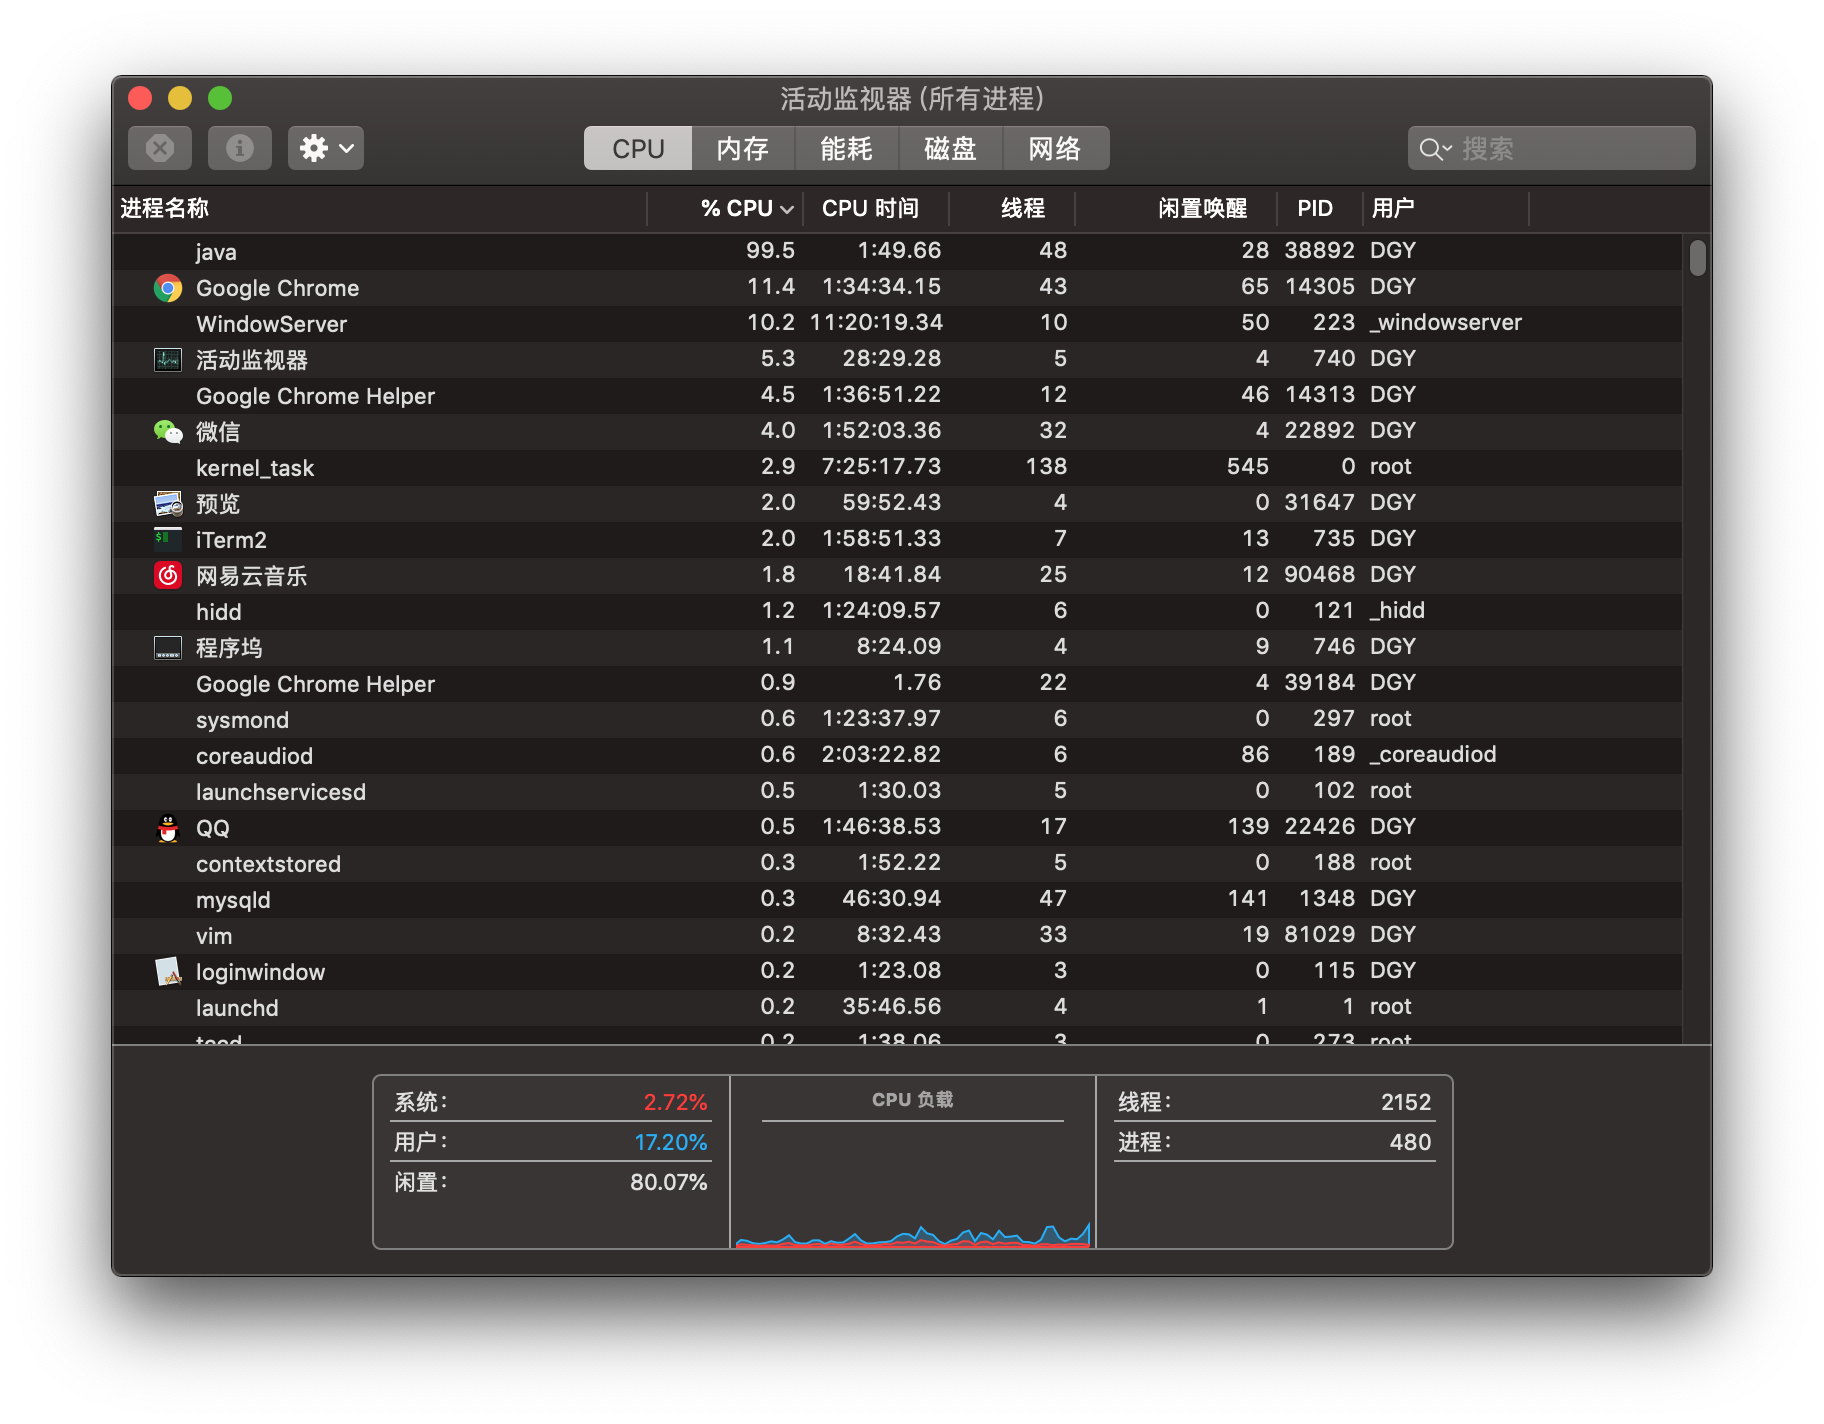 活动监视器 (所有进程)
CPU 内存 能耗 磁盘 网络 搜索
进程名称 % CPU CPU 时间 线程 闲置唤醒 PID 用户
java 99.5 1:49.66 48 28 38892 DGY
Google Chrome 11.4 1:34:34.15 43 65 14305 DGY
WindowServer 10.2 11:20:19.34 10 50 223 _windowserver
活动监视器 5.3 28:29.28 5 4 740 DGY
Google Chrome Helper 4.5 1:36:51.22 12 46 14313 DGY
微信 4.0 1:52:03.36 32 4 22892 DGY
kernel_task 2.9 7:25:17.73 138 545 0 root
预览 2.0 59:52.43 4 0 31647 DGY
iTerm2 2.0 1:58:51.33 7 13 735 DGY
网易云音乐 1.8 18:41.84 25 12 90468 DGY
hidd 1.2 1:24:09.57 6 0 121 _hidd
程序坞 1.1 8:24.09 4 9 746 DGY
Google Chrome Helper 0.9 1.76 22 4 39184 DGY
sysmond 0.6 1:23:37.97 6 0 297 root
coreaudiod 0.6 2:03:22.82 6 86 189 _coreaudiod
launchservicesd 0.5 1:30.03 5 0 102 root
QQ 0.5 1:46:38.53 17 139 22426 DGY
contextstored 0.3 1:52.22 5 0 188 root
mysqld 0.3 46:30.94 47 141 1348 DGY
vim 0.2 8:32.43 33 19 81029 DGY
loginwindow 0.2 1:23.08 3 0 115 DGY
launchd 0.2 35:46.56 4 1 1 root
tccd 0.2 1:38.06 3 0 273 root
系统: 2.72% CPU 负载 线程: 2152
用户: 17.20% 进程: 480
闲置: 80.07%